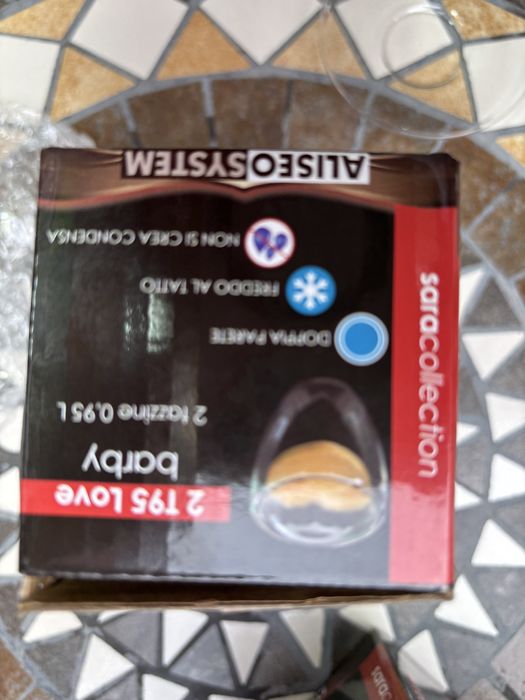 2 T95 Love
barby
2 tazzine 0,95 L
DOPPIA PARETE
FREDDO AL TATTO
NON SI CREA CONDENSA
ALISEOSYSTEM
saracollection
sara